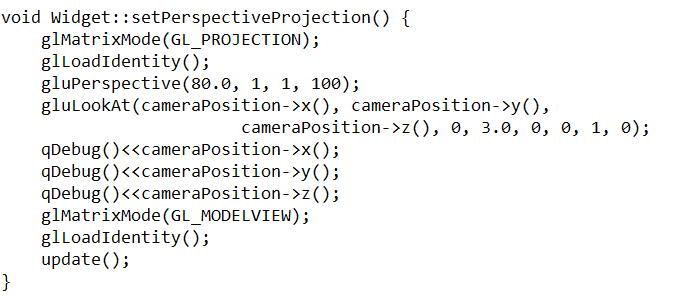 void Widget::setPerspectiveProjection() {
    glMatrixMode(GL_PROJECTION);
    glLoadIdentity();
    gluPerspective(80.0, 1, 1, 100);
    gluLookAt(cameraPosition->x(), cameraPosition->y(),
                      cameraPosition->z(), 0, 3.0, 0, 0, 1, 0);
    qDebug()<<cameraPosition->x();
    qDebug()<<cameraPosition->y();
    qDebug()<<cameraPosition->z();
    glMatrixMode(GL_MODELVIEW);
    glLoadIdentity();
    update();
}